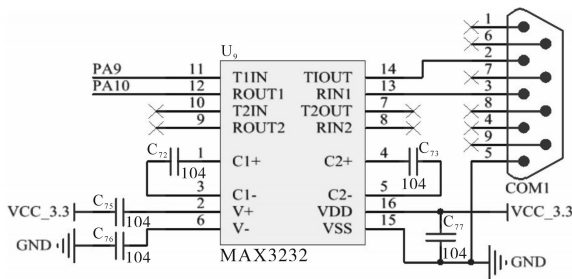 U9
PA9 11 T1IN TIOUT 14
PA10 12 ROUT1 RIN1 13
10 T2IN T2OUT 7
9 ROUT2 RIN2 8
C72 104 1 C1+ C2+ 4 C73 104
3 C1- C2- 5
VCC_3.3 C75 104 2 V+ VDD 16 VCC_3.3
GND C76 104 6 V- VSS 15 C77 104 GND
MAX3232
1
6
2
7
3
8
4
9
5
COM1